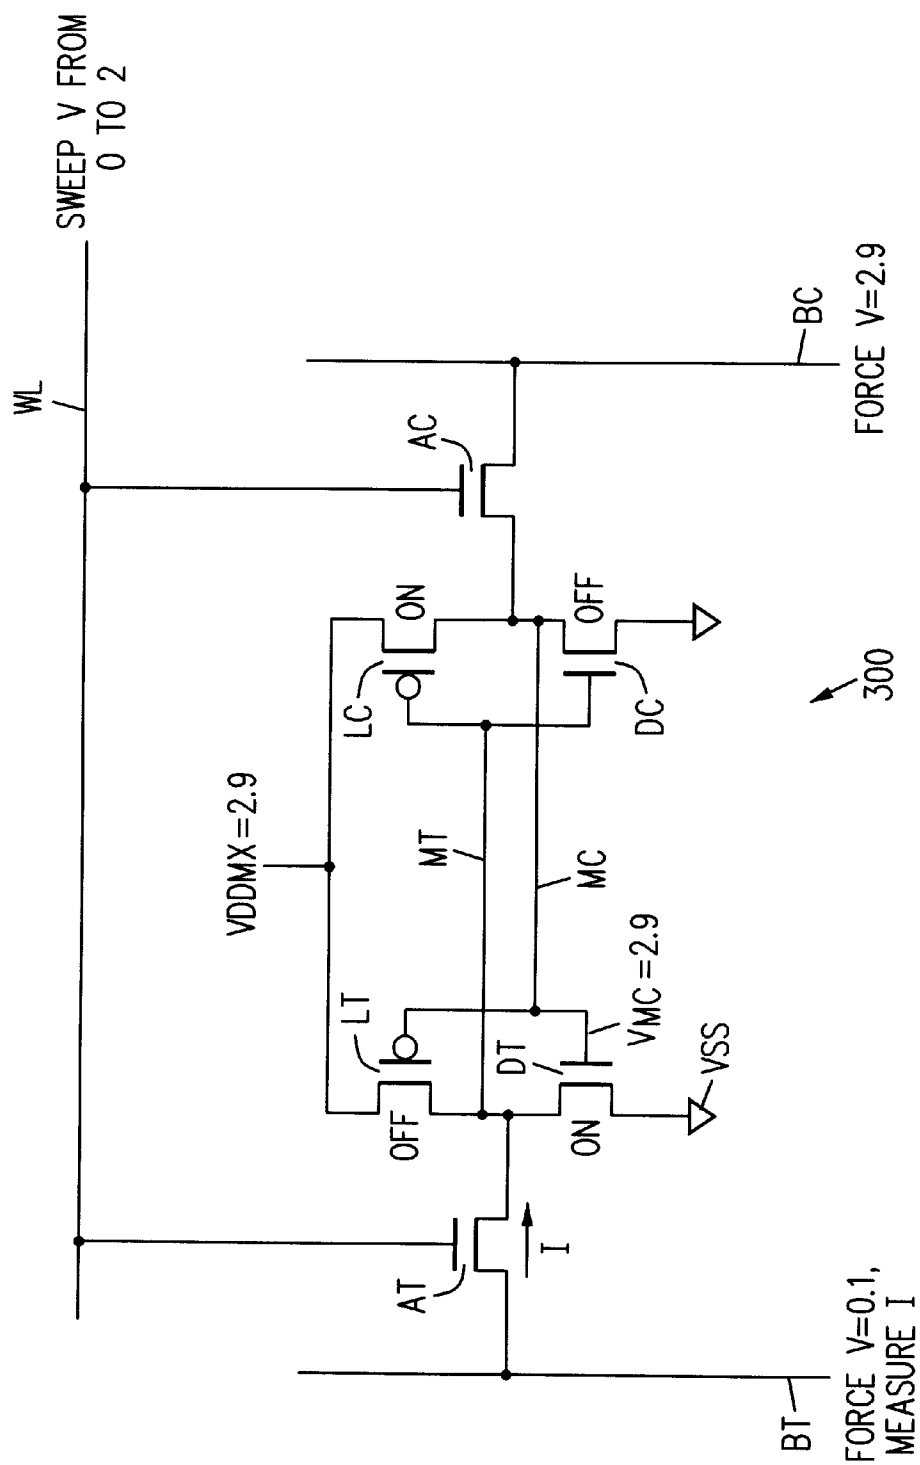 SWEEP V FROM
0 TO 2
WL
AC
BC
FORCE V=2.9
ON
LC
OFF
DC
300
VDDMX=2.9
MT
MC
LT
OFF
DT
VMC=2.9
ON
VSS
AT
I
BT
FORCE V=0.1,
MEASURE I